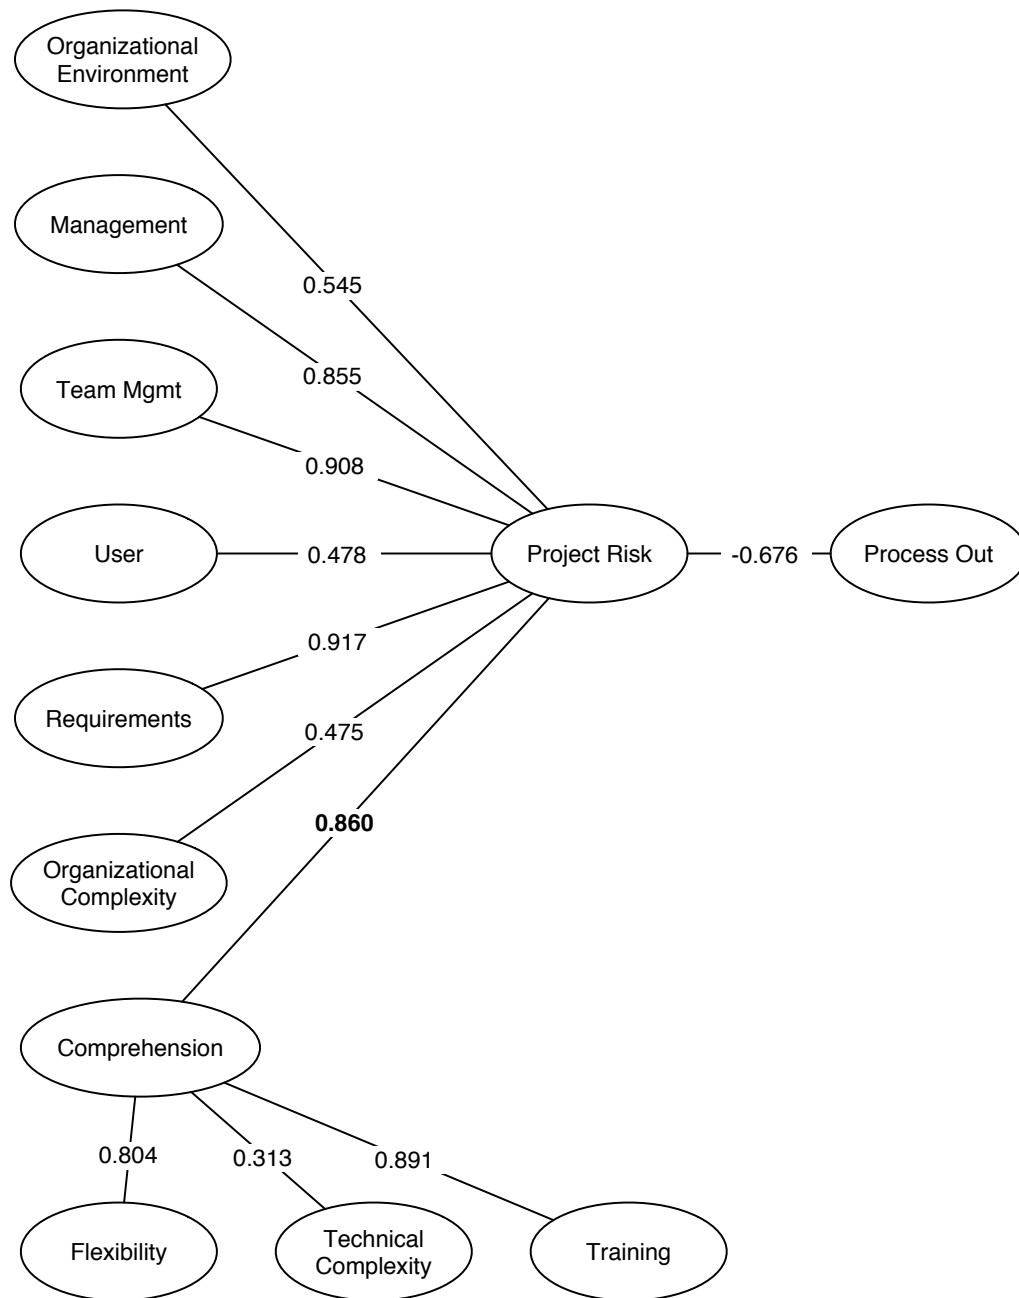 Organizational
Environment
Management
0.545
0.855
Team Mgmt
0.908
User
0.478
Project Risk
-0.676
Process Out
0.917
Requirements
0.475
0.860
Organizational
Complexity
Comprehension
0.804
0.313
0.891
Flexibility
Technical
Complexity
Training